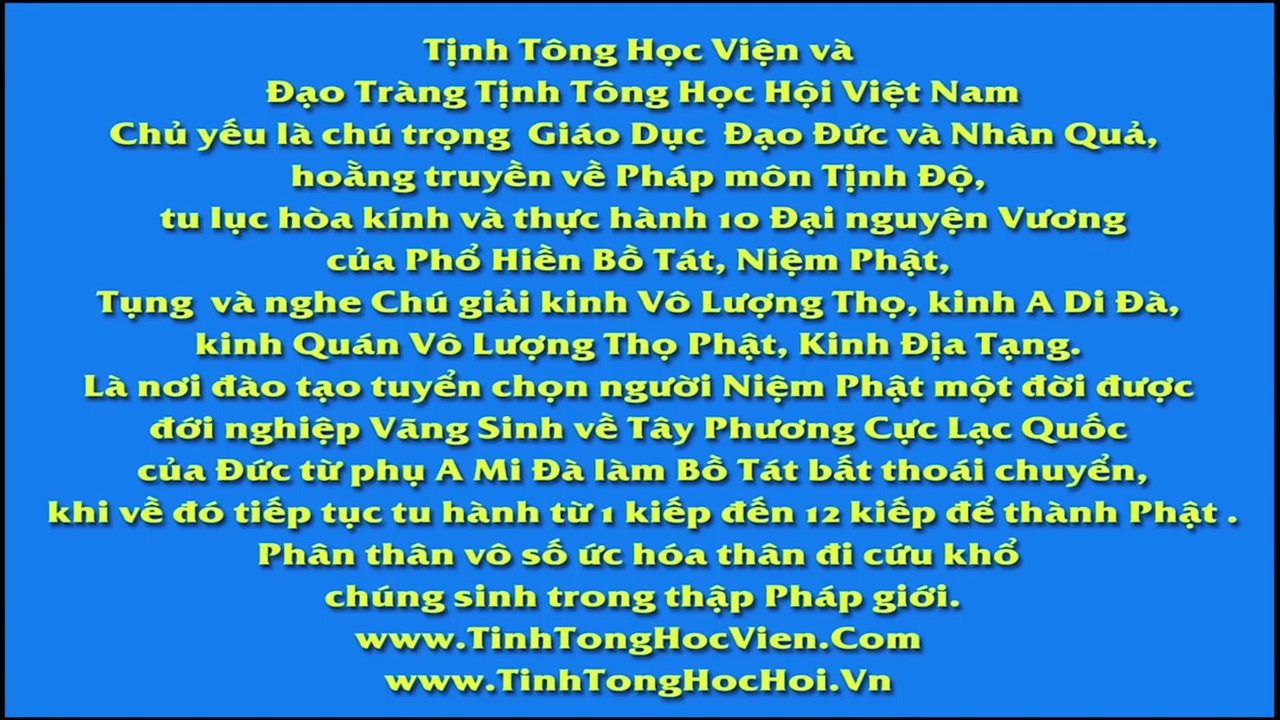 Tịnh Tông Học Viện và
Đạo Tràng Tịnh Tông Học Hội Việt Nam
Chủ yếu là chú trọng Giáo Dục Đạo Đức và Nhân Quả,
hoằng truyền về Pháp môn Tịnh Độ,
tu lục hòa kính và thực hành 10 Đại nguyện Vương
của Phổ Hiền Bồ Tát, Niệm Phật,
Tụng và nghe Chú giải kinh Vô Lượng Thọ, kinh A Di Đà,
kinh Quán Vô Lượng Thọ Phật, Kinh Địa Tạng.
Là nơi đào tạo tuyển chọn người Niệm Phật một đời được
đới nghiệp Vãng Sinh về Tây Phương Cực Lạc Quốc
của Đức từ phụ A Mi Đà làm Bồ Tát bất thoái chuyển,
khi về đó tiếp tục tu hành từ 1 kiếp đến 12 kiếp để thành Phật .
Phân thân vô số ức hóa thân đi cứu khổ
chúng sinh trong thập Pháp giới.
www.TinhTongHocVien.Com
www.TinhTongHocHoi.Vn